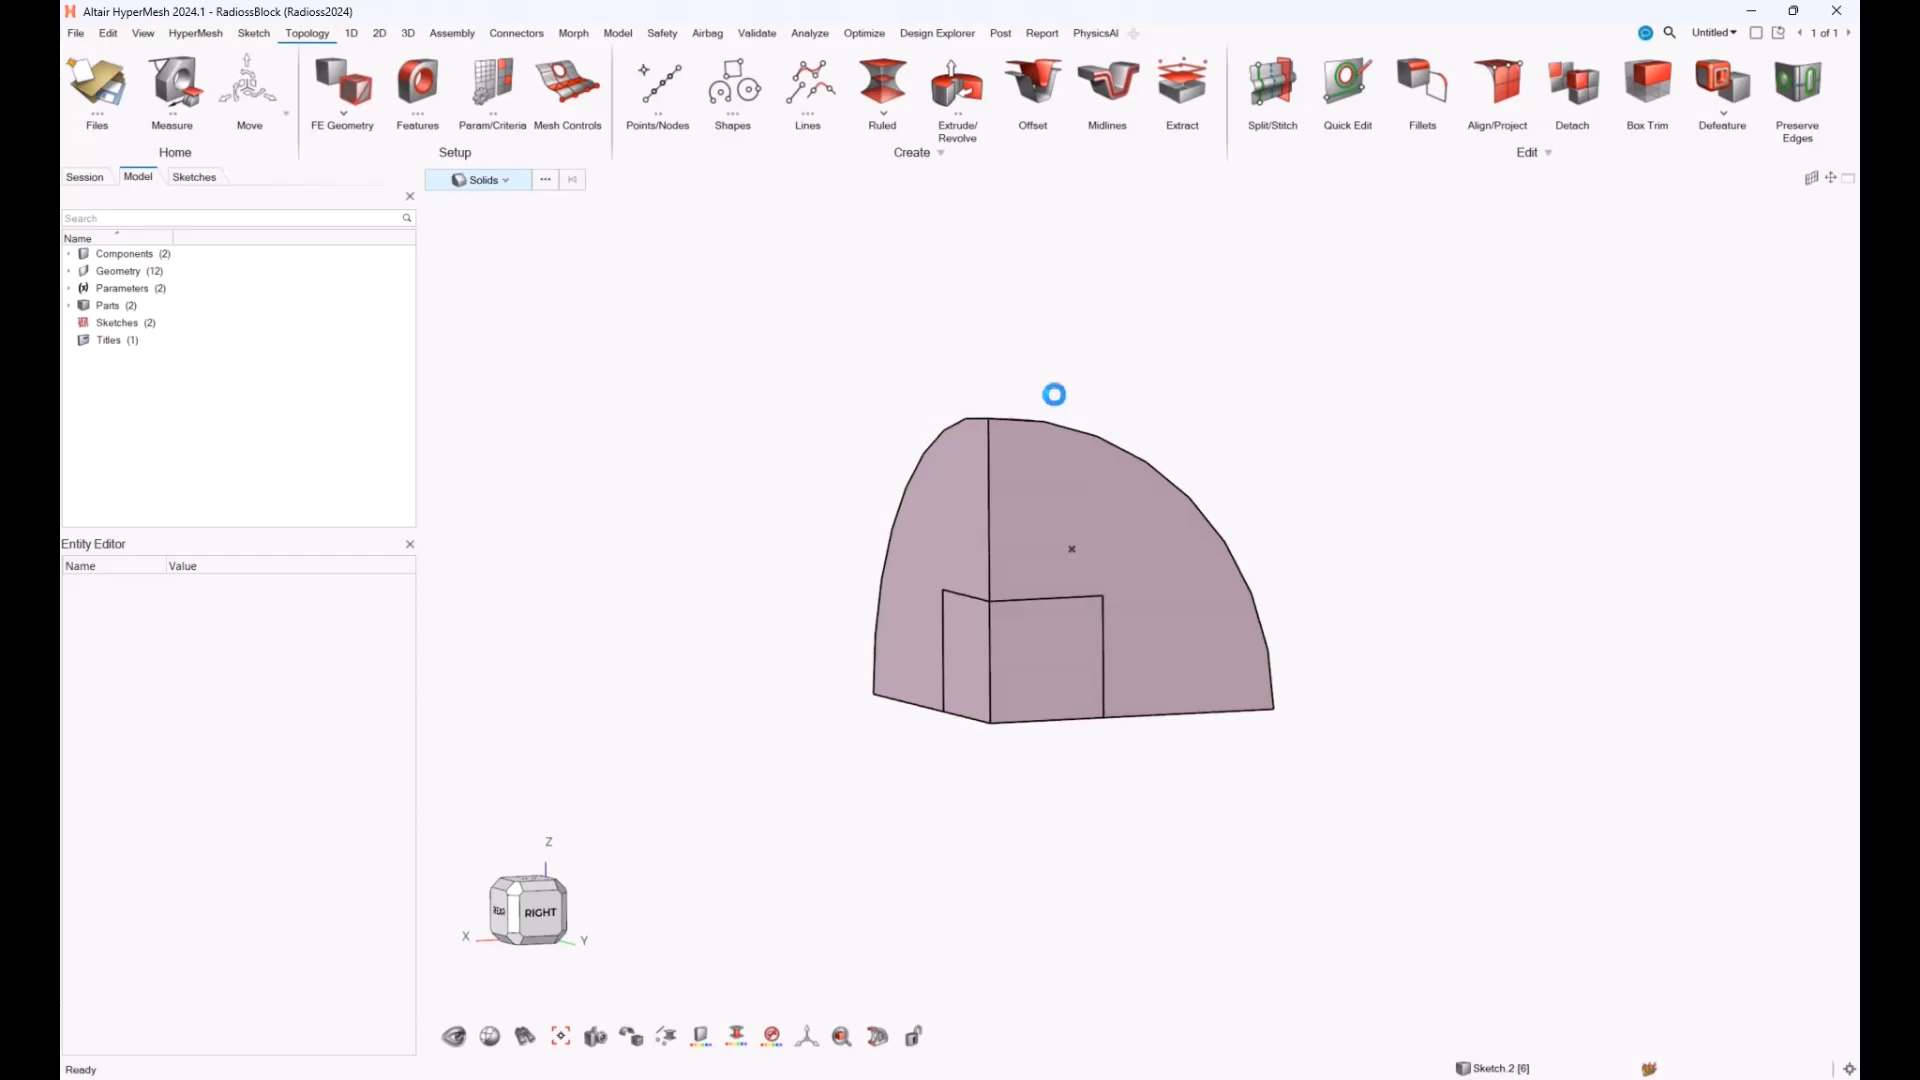 Altair HyperMesh 2024.1 - RadiossBlock (Radioss2024)
File Edit View HyperMesh Sketch Topology 1D 2D 3D Assembly Connectors Morph Model Safety Airbag Validate Analyze Optimize Design Explorer Post Report PhysicsAI Untitled 1 of 1
Files Measure Move FE Geometry Features Param/Criteria Mesh Controls Points/Nodes Shapes Lines Ruled Extrude/ Offset Midlines Extract Split/Stitch Quick Edit Fillets Align/Project Detach Box Trim Defeature Preserve
Revolve Edges
Home Setup Create Edit
Session Model Sketches
Solids
Search
Name
Components (2)
Geometry (12)
Parameters (2)
Parts (2)
Sketches (2)
Titles (1)
Entity Editor
Name Value
Z
REAR RIGHT
X Y
Ready
Sketch.2 [6]